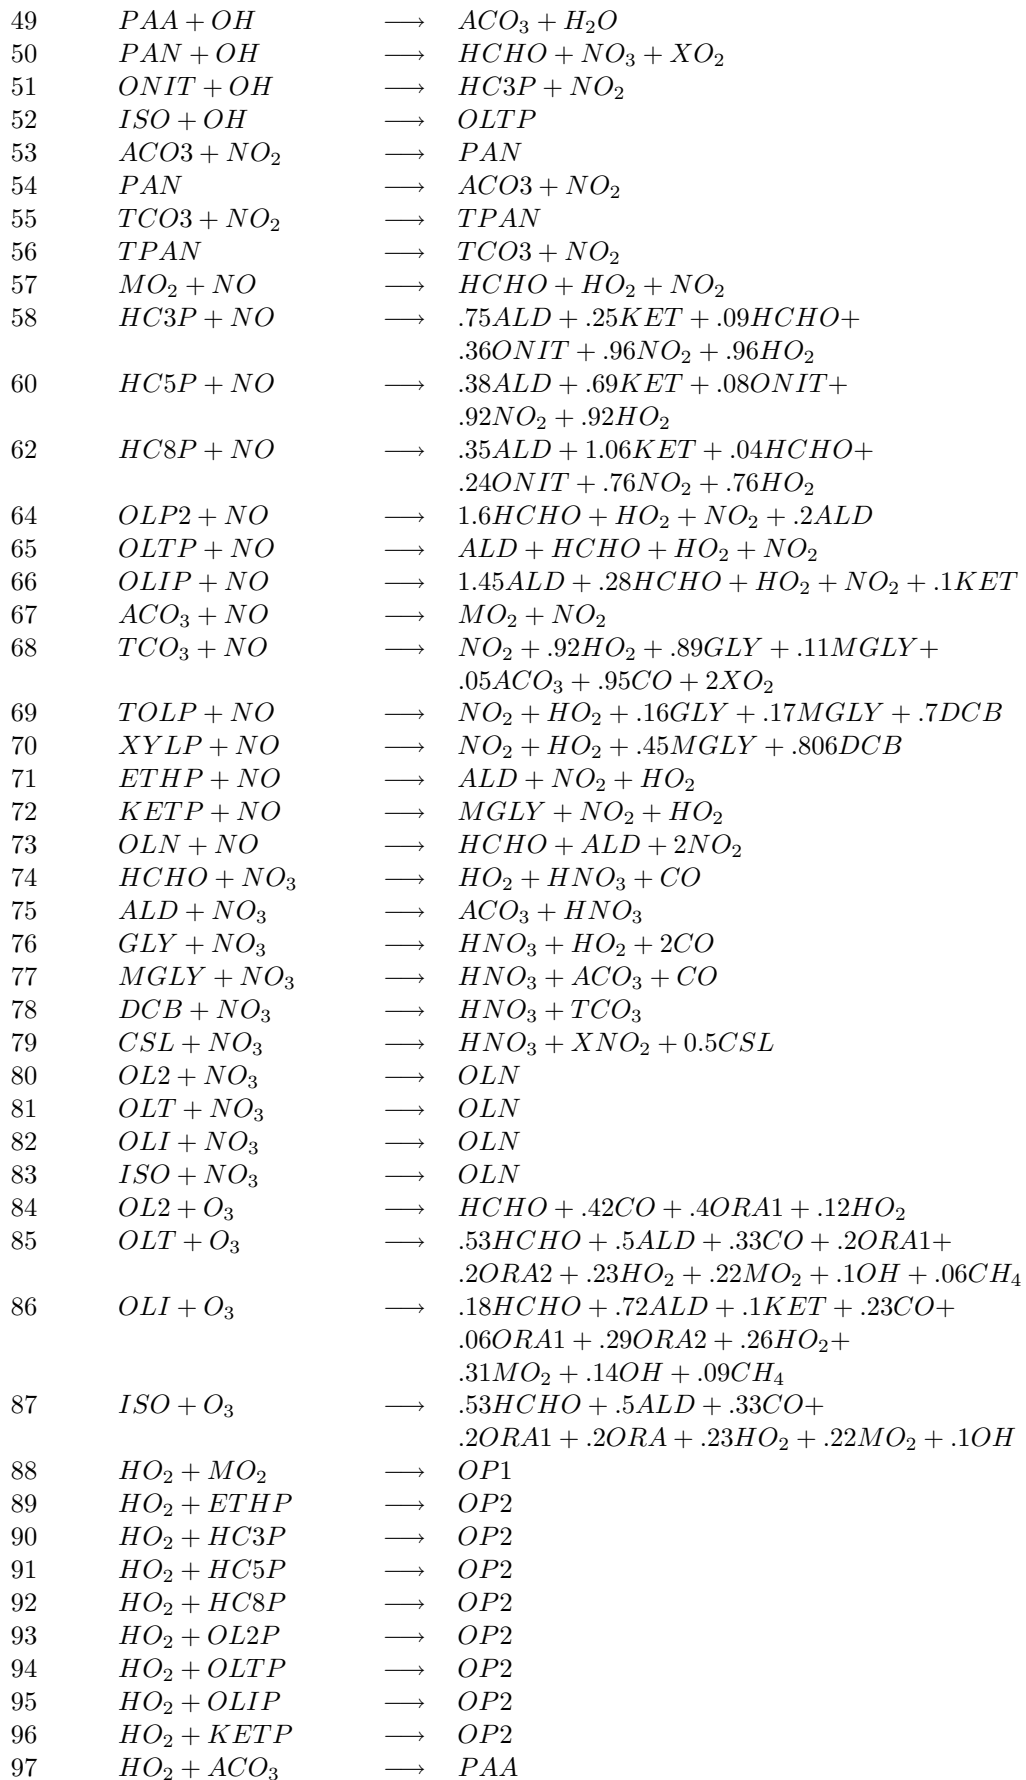 49 PAA + OH ⟶ ACO₃ + H₂O
50 PAN + OH ⟶ HCHO + NO₃ + XO₂
51 ONIT + OH ⟶ HC3P + NO₂
52 ISO + OH ⟶ OLTP
53 ACO3 + NO₂ ⟶ PAN
54 PAN ⟶ ACO3 + NO₂
55 TCO3 + NO₂ ⟶ TPAN
56 TPAN ⟶ TCO3 + NO₂
57 MO₂ + NO ⟶ HCHO + HO₂ + NO₂
58 HC3P + NO ⟶ .75ALD + .25KET + .09HCHO+
.36ONIT + .96NO₂ + .96HO₂
60 HC5P + NO ⟶ .38ALD + .69KET + .08ONIT+
.92NO₂ + .92HO₂
62 HC8P + NO ⟶ .35ALD + 1.06KET + .04HCHO+
.24ONIT + .76NO₂ + .76HO₂
64 OLP2 + NO ⟶ 1.6HCHO + HO₂ + NO₂ + .2ALD
65 OLTP + NO ⟶ ALD + HCHO + HO₂ + NO₂
66 OLIP + NO ⟶ 1.45ALD + .28HCHO + HO₂ + NO₂ + .1KET
67 ACO₃ + NO ⟶ MO₂ + NO₂
68 TCO₃ + NO ⟶ NO₂ + .92HO₂ + .89GLY + .11MGLY+
.05ACO₃ + .95CO + 2XO₂
69 TOLP + NO ⟶ NO₂ + HO₂ + .16GLY + .17MGLY + .7DCB
70 XYLP + NO ⟶ NO₂ + HO₂ + .45MGLY + .806DCB
71 ETHP + NO ⟶ ALD + NO₂ + HO₂
72 KETP + NO ⟶ MGLY + NO₂ + HO₂
73 OLN + NO ⟶ HCHO + ALD + 2NO₂
74 HCHO + NO₃ ⟶ HO₂ + HNO₃ + CO
75 ALD + NO₃ ⟶ ACO₃ + HNO₃
76 GLY + NO₃ ⟶ HNO₃ + HO₂ + 2CO
77 MGLY + NO₃ ⟶ HNO₃ + ACO₃ + CO
78 DCB + NO₃ ⟶ HNO₃ + TCO₃
79 CSL + NO₃ ⟶ HNO₃ + XNO₂ + 0.5CSL
80 OL2 + NO₃ ⟶ OLN
81 OLT + NO₃ ⟶ OLN
82 OLI + NO₃ ⟶ OLN
83 ISO + NO₃ ⟶ OLN
84 OL2 + O₃ ⟶ HCHO + .42CO + .4ORA1 + .12HO₂
85 OLT + O₃ ⟶ .53HCHO + .5ALD + .33CO + .2ORA1+
.2ORA2 + .23HO₂ + .22MO₂ + .1OH + .06CH₄
86 OLI + O₃ ⟶ .18HCHO + .72ALD + .1KET + .23CO+
.06ORA1 + .29ORA2 + .26HO₂+
.31MO₂ + .14OH + .09CH₄
87 ISO + O₃ ⟶ .53HCHO + .5ALD + .33CO+
.2ORA1 + .2ORA + .23HO₂ + .22MO₂ + .1OH
88 HO₂ + MO₂ ⟶ OP1
89 HO₂ + ETHP ⟶ OP2
90 HO₂ + HC3P ⟶ OP2
91 HO₂ + HC5P ⟶ OP2
92 HO₂ + HC8P ⟶ OP2
93 HO₂ + OL2P ⟶ OP2
94 HO₂ + OLTP ⟶ OP2
95 HO₂ + OLIP ⟶ OP2
96 HO₂ + KETP ⟶ OP2
97 HO₂ + ACO₃ ⟶ PAA